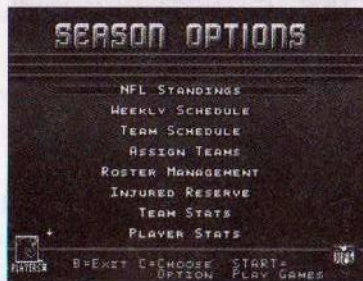 SEASON OPTIONS
NFL STANDINGS
WEEKLY SCHEDULE
TEAM SCHEDULE
ASSIGN TEAMS
ROSTER MANAGEMENT
INJURED RESERVE
TEAM STATS
PLAYER STATS
B=EXIT C=CHOOSE START=
OPTION PLAY GAMES
PLAYERS
NFL